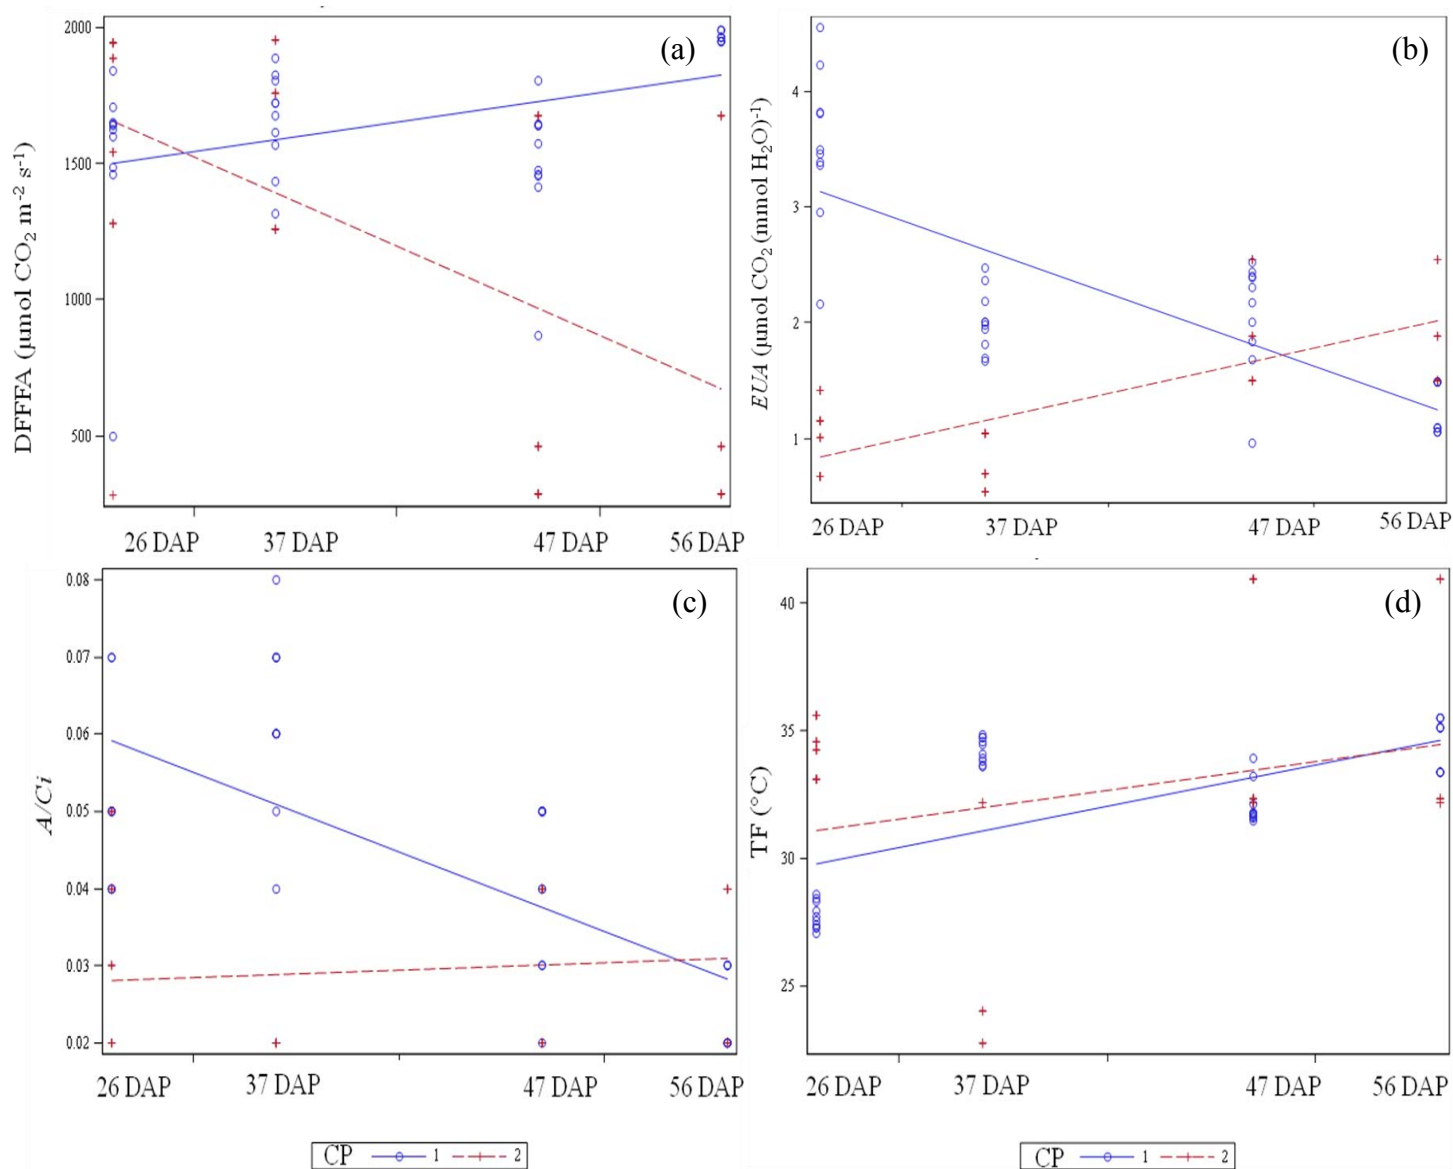 (a)
2000
1500
1000
500
DFFFA (µmol CO2 m-2 s-1)
26 DAP 37 DAP 47 DAP 56 DAP
(b)
4
3
2
1
EUA (µmol CO2 (mmol H2O)-1)
26 DAP 37 DAP 47 DAP 56 DAP
(c)
0.08
0.07
0.06
0.05
0.04
0.03
0.02
A/Ci
26 DAP 37 DAP 47 DAP 56 DAP
CP 1 2
(d)
40
35
30
25
TF (°C)
26 DAP 37 DAP 47 DAP 56 DAP
CP 1 2